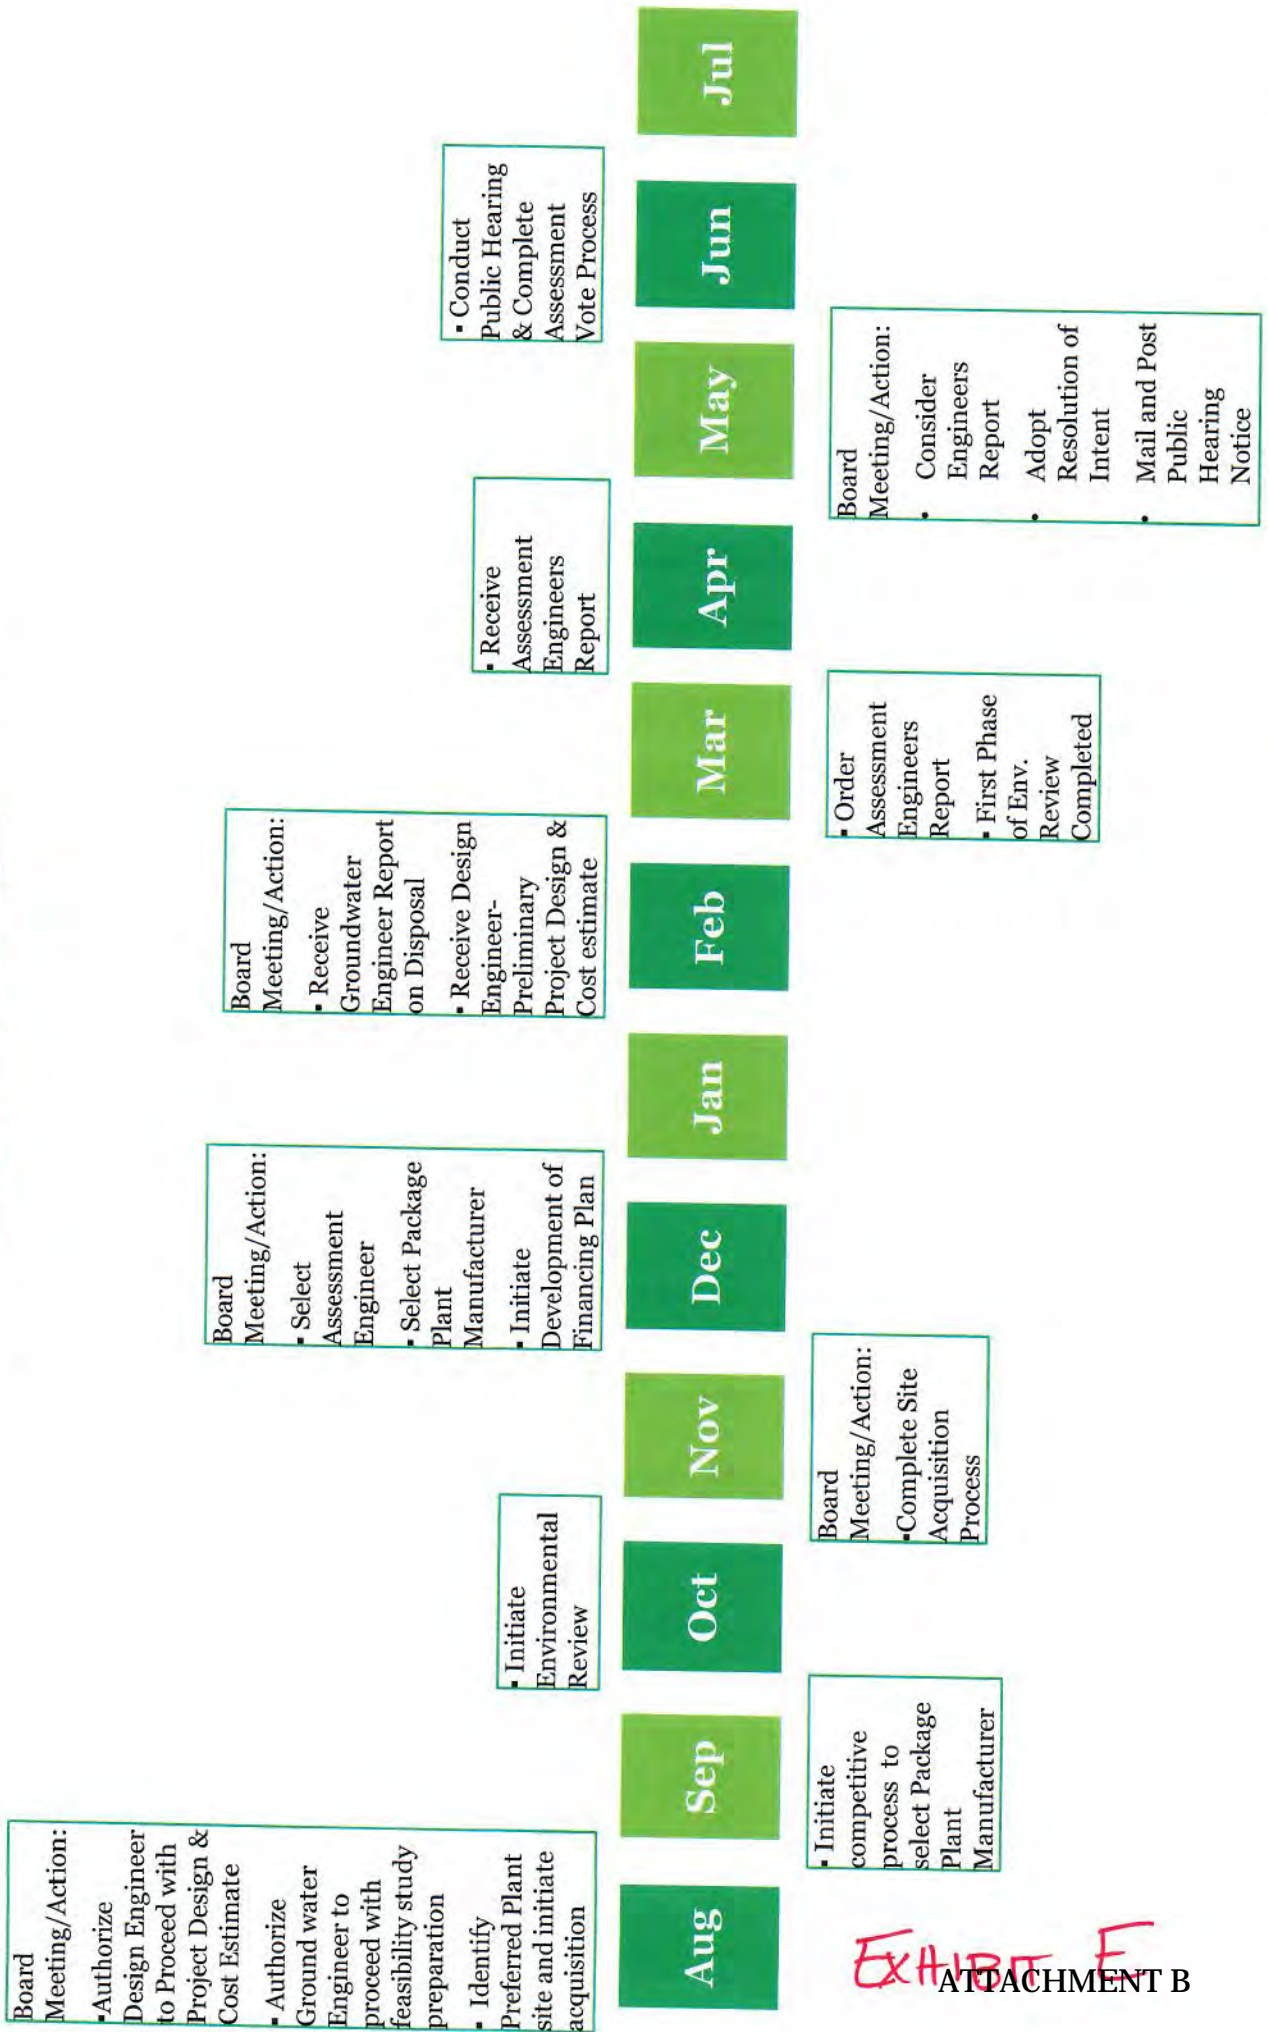 Board
Meeting/Action:
▪Authorize
Design Engineer
to Proceed with
Project Design &
Cost Estimate
▪ Authorize
Ground water
Engineer to
proceed with
feasibility study
preparation
▪ Identify
Preferred Plant
site and initiate
acquisition
Aug
Sep
▪ Initiate
competitive
process to
select Package
Plant
Manufacturer
▪ Initiate
Environmental
Review
Oct
Nov
Board
Meeting/Action:
▪Complete Site
Acquisition
Process
Board
Meeting/Action:
▪ Select
Assessment
Engineer
▪ Select Package
Plant
Manufacturer
▪ Initiate
Development of
Financing Plan
Dec
Jan
Board
Meeting/Action:
▪ Receive
Groundwater
Engineer Report
on Disposal
▪ Receive Design
Engineer-
Preliminary
Project Design &
Cost estimate
Feb
Mar
▪ Order
Assessment
Engineers
Report
▪ First Phase
of Env.
Review
Completed
▪ Receive
Assessment
Engineers
Report
Apr
May
Board
Meeting/Action:
▪ Consider
Engineers
Report
▪ Adopt
Resolution of
Intent
▪ Mail and Post
Public
Hearing
Notice
▪ Conduct
Public Hearing
& Complete
Assessment
Vote Process
Jun
Jul
EXHIBIT E
ATTACHMENT B